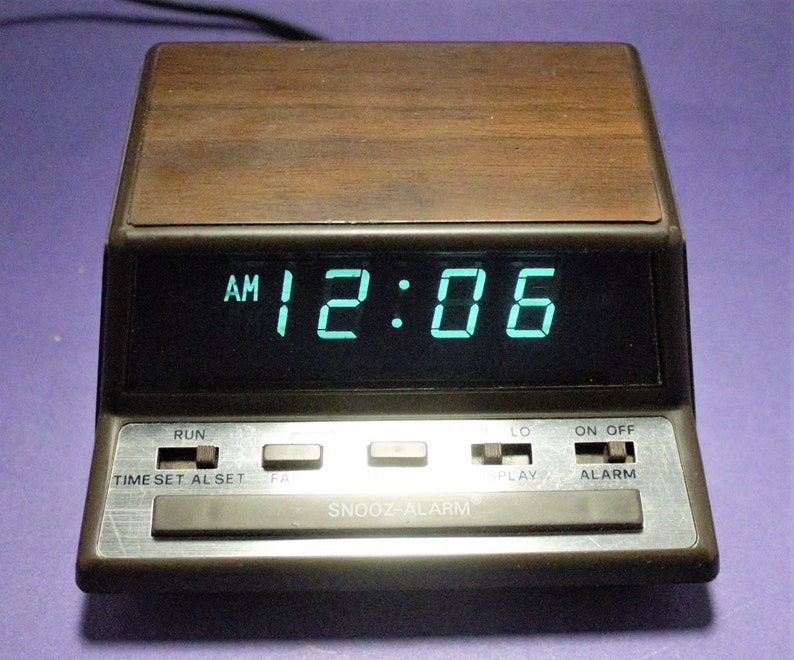 AM 12:06
RUN LO ON OFF
TIME SET AL SET ALARM
SNOOZ-ALARM®